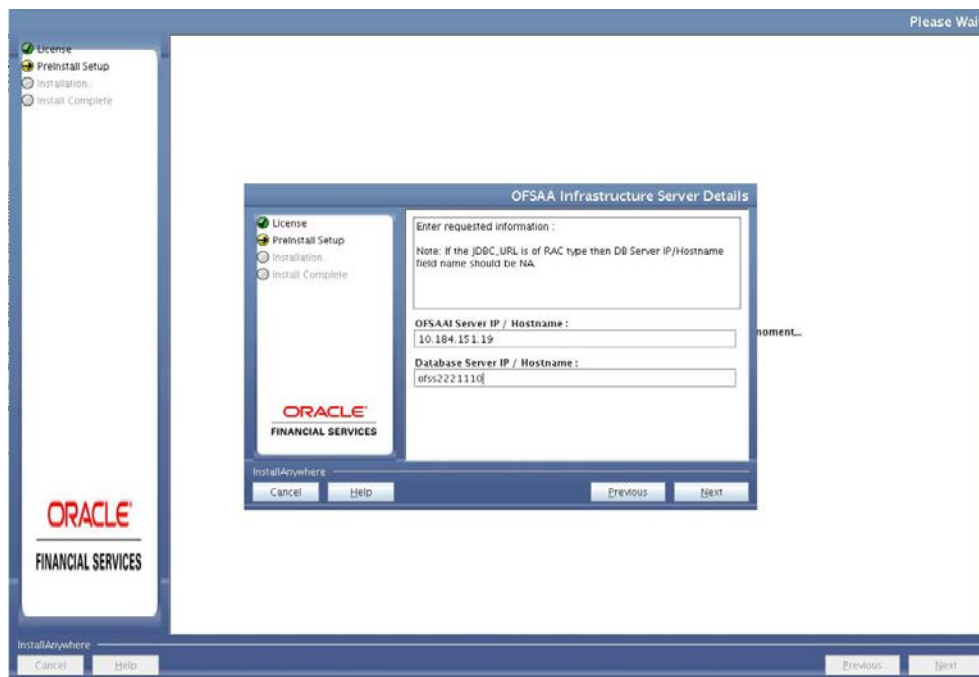 Please Wai
License
PreInstall Setup
Installation..
Install Complete
OFSAA Infrastructure Server Details
License
PreInstall Setup
Installation..
Install Complete
Enter requested information :
Note: If the JDBC_URL is of RAC type then DB Server IP/Hostname
field name should be NA.
OFSAAI Server IP / Hostname :
10.184.151.19
Database Server IP / Hostname :
ofss2221110
moment...
ORACLE
FINANCIAL SERVICES
InstallAnywhere
Cancel
Help
Previous
Next
ORACLE
FINANCIAL SERVICES
InstallAnywhere
Cancel
Help
Previous
Next